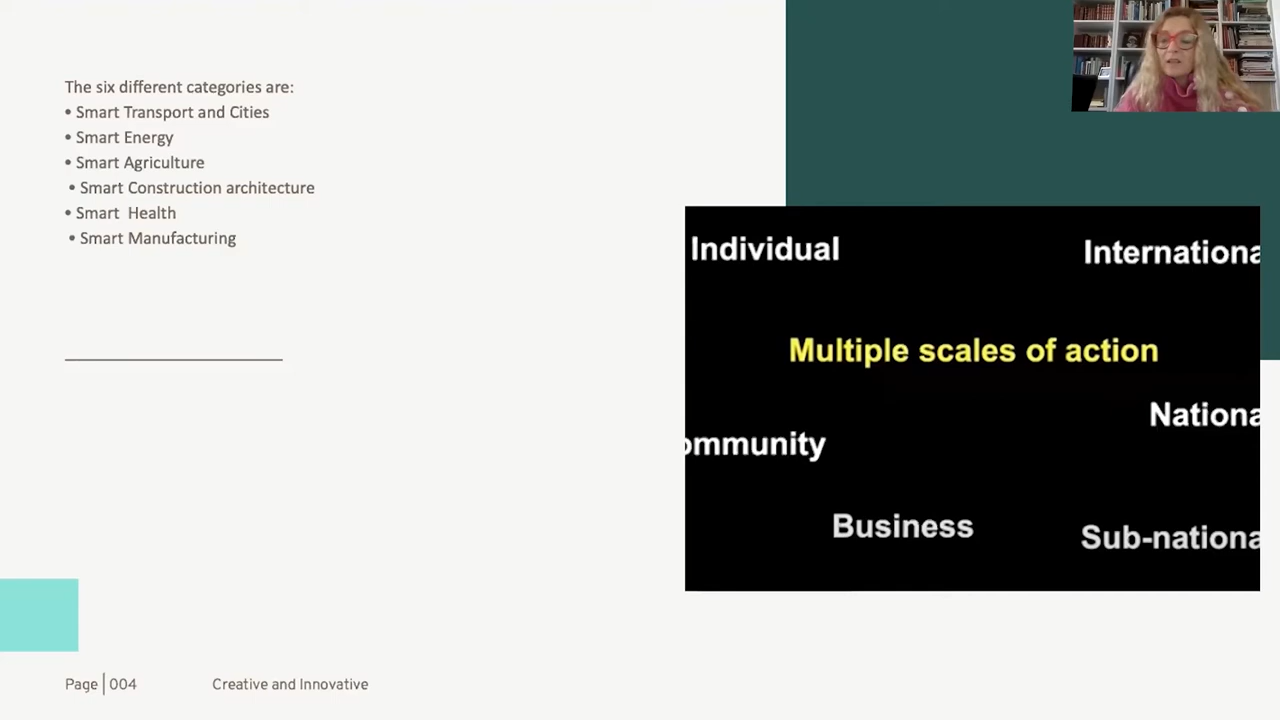 The six different categories are:
• Smart Transport and Cities
• Smart Energy
• Smart Agriculture
• Smart Construction architecture
• Smart  Health
• Smart Manufacturing
Individual
Internationa
Multiple scales of action
Nationa
ommunity
Business
Sub-nationa
Page | 004
Creative and Innovative